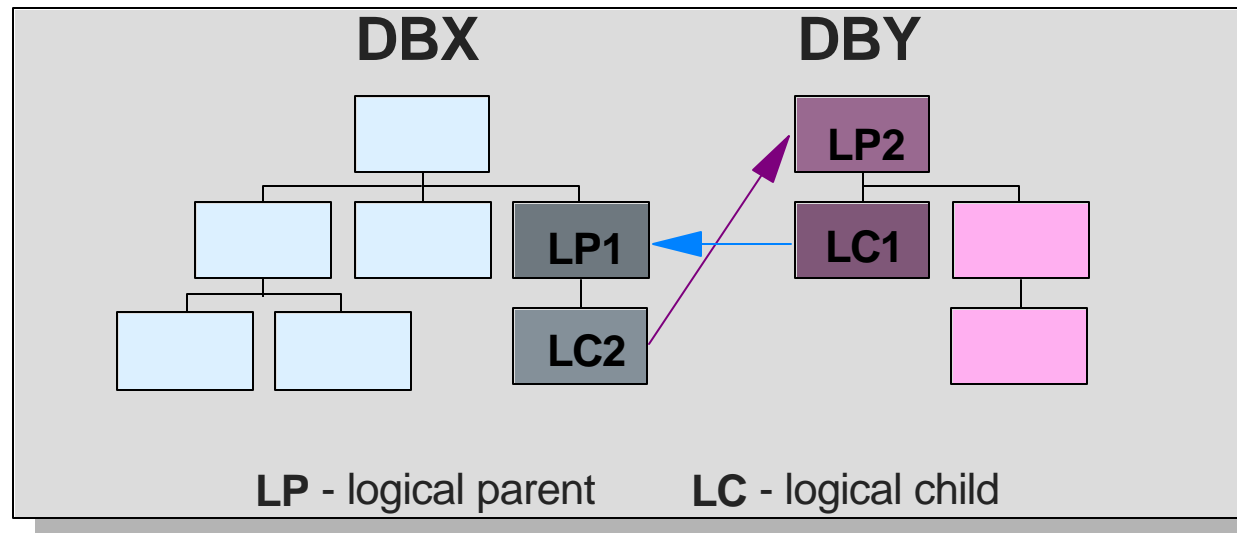 DBX DBY
LP2
LP1 LC1
LC2
LP - logical parent LC - logical child